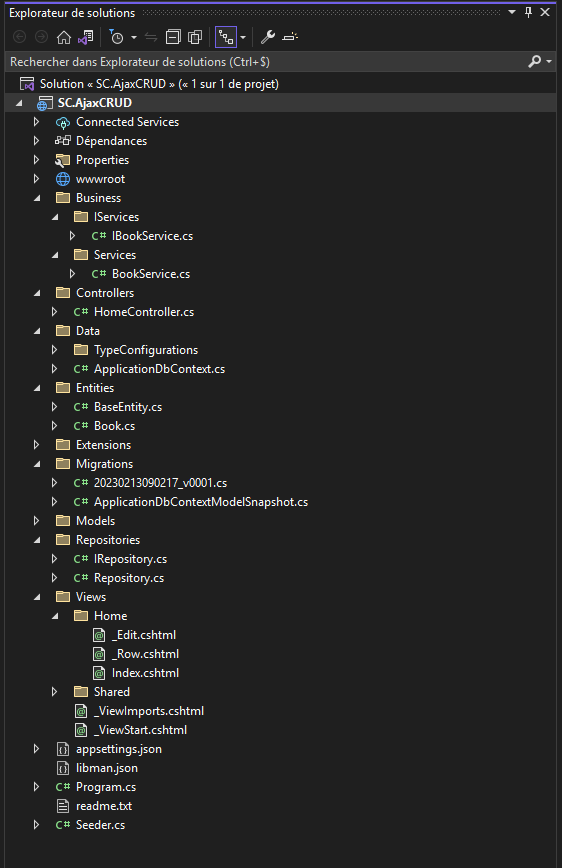 Explorateur de solutions
Rechercher dans Explorateur de solutions (Ctrl+$)
Solution « SC.AjaxCRUD » (« 1 sur 1 de projet)
SC.AjaxCRUD
Connected Services
Dépendances
Properties
wwwroot
Business
IServices
C# IBookService.cs
Services
C# BookService.cs
Controllers
C# HomeController.cs
Data
TypeConfigurations
C# ApplicationDbContext.cs
Entities
C# BaseEntity.cs
C# Book.cs
Extensions
Migrations
C# 20230213090217_v0001.cs
C# ApplicationDbContextModelSnapshot.cs
Models
Repositories
C# IRepository.cs
C# Repository.cs
Views
Home
_Edit.cshtml
_Row.cshtml
Index.cshtml
Shared
_ViewImports.cshtml
_ViewStart.cshtml
appsettings.json
libman.json
C# Program.cs
readme.txt
C# Seeder.cs